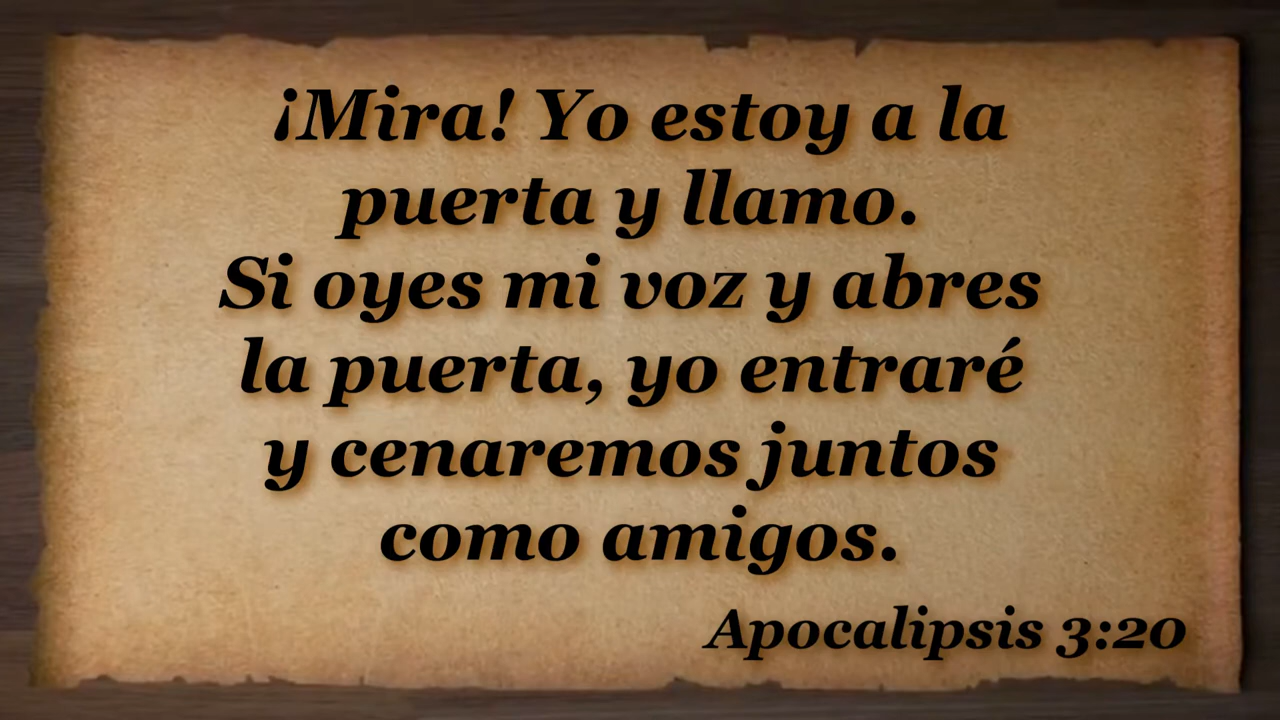 ¡Mira! Yo estoy a la
puerta y llamo.
Si oyes mi voz y abres
la puerta, yo entraré
y cenaremos juntos
como amigos.
Apocalipsis 3:20